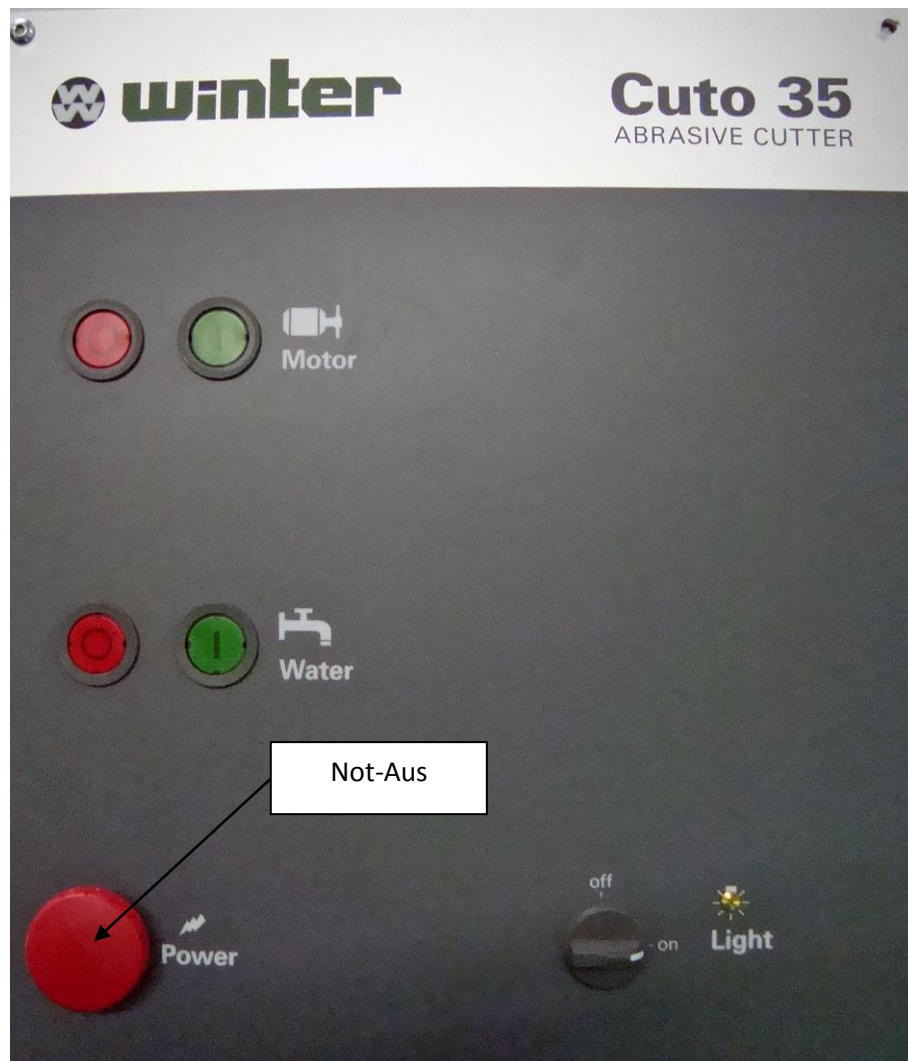 winter
Cuto 35
ABRASIVE CUTTER
O I
Motor
O I
Water
Not-Aus
Power
off
on
Light